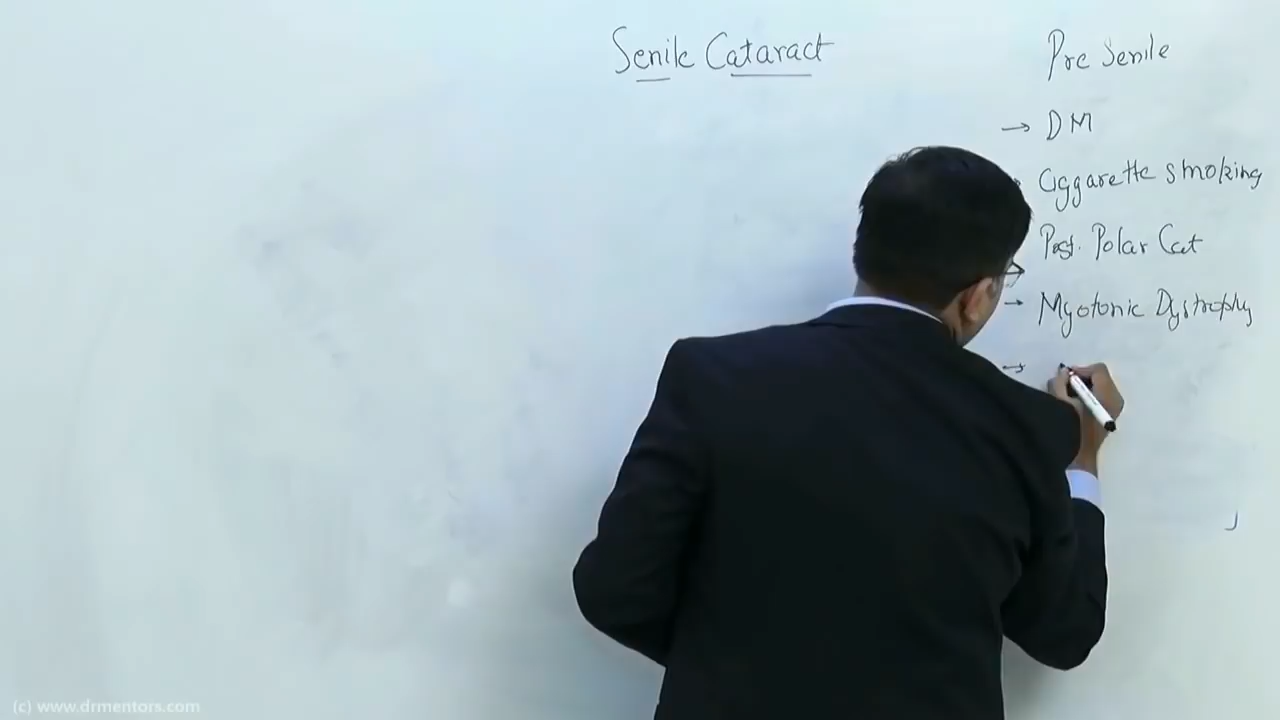 Senile Cataract
Pre Senile
→ DM
Ciggarette smoking
Post. Polar Cat
→ Myotonic Dystrophy
→
(c) www.drmentors.com